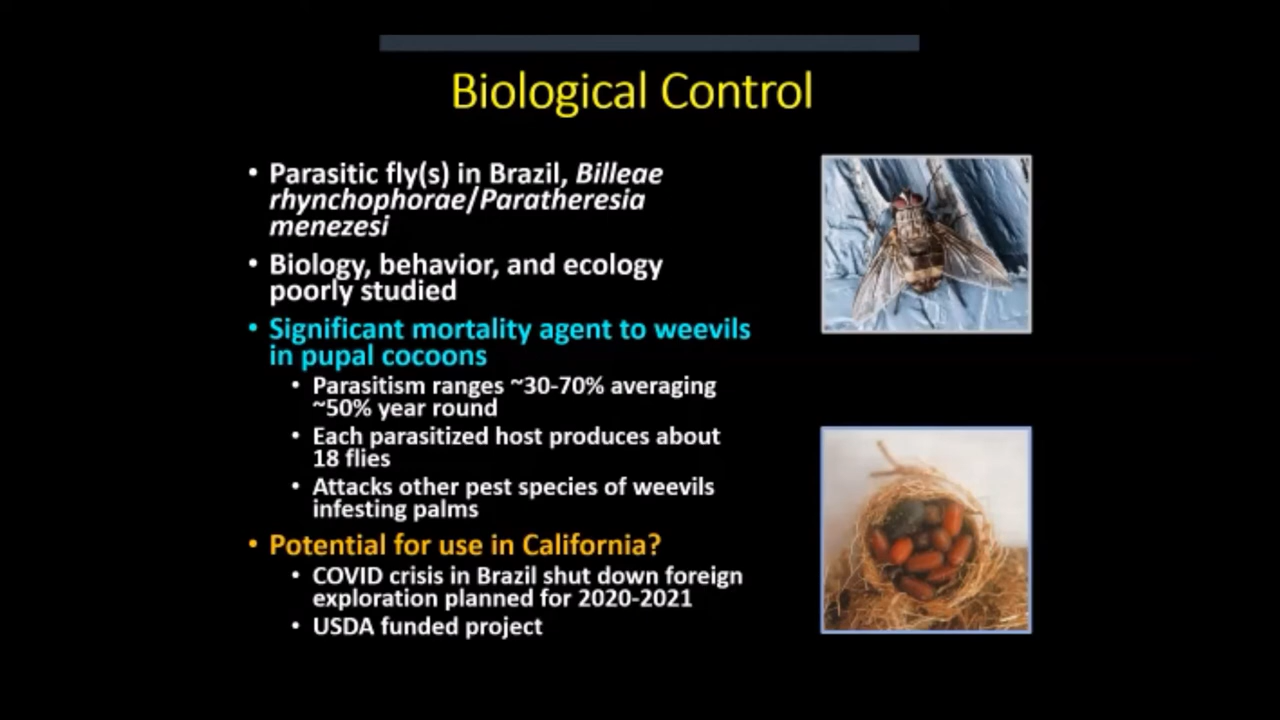 Biological Control
• Parasitic fly(s) in Brazil, Billeae
rhynchophorae/Paratheresia
menezesi
• Biology, behavior, and ecology
poorly studied
• Significant mortality agent to weevils
in pupal cocoons
• Parasitism ranges ~30-70% averaging
~50% year round
• Each parasitized host produces about
18 flies
• Attacks other pest species of weevils
infesting palms
• Potential for use in California?
• COVID crisis in Brazil shut down foreign
exploration planned for 2020-2021
• USDA funded project